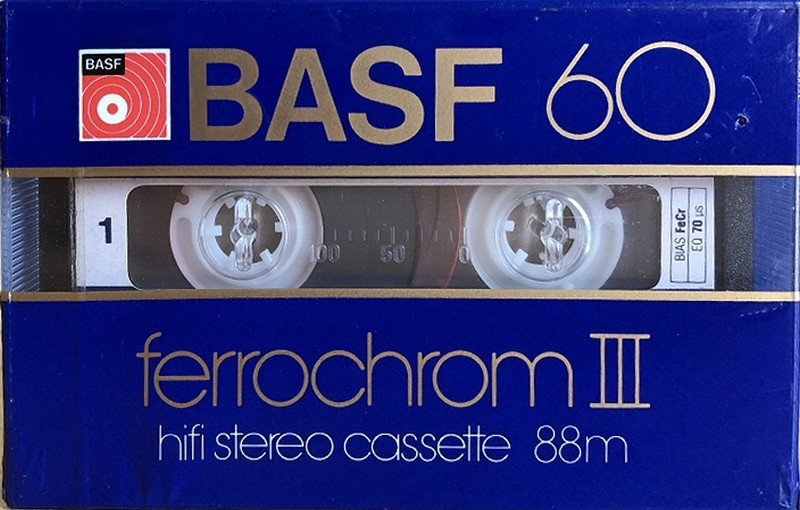 BASF
BASF 60
1
100 50 0
BIAS FeCr
EQ 70 µs
ferrochrom III
hifi stereo cassette 88m